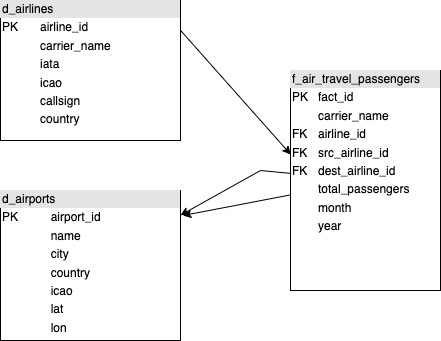 d_airlines
PK airline_id
carrier_name
iata
icao
callsign
country
f_air_travel_passengers
PK fact_id
carrier_name
FK airline_id
FK src_airline_id
FK dest_airline_id
total_passengers
month
year
d_airports
PK airport_id
name
city
country
icao
lat
lon